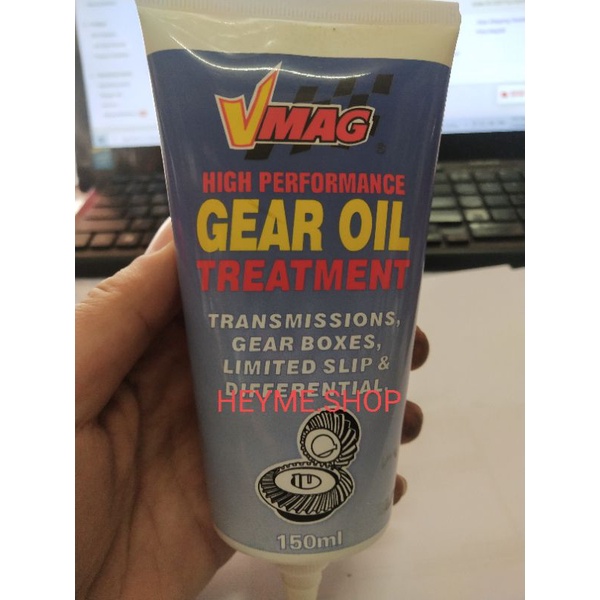 VMAG
HIGH PERFORMANCE
GEAR OIL
TREATMENT
TRANSMISSIONS,
GEAR BOXES,
LIMITED SLIP &
DIFFERENTIAL.
HEYME.SHOP
150ml